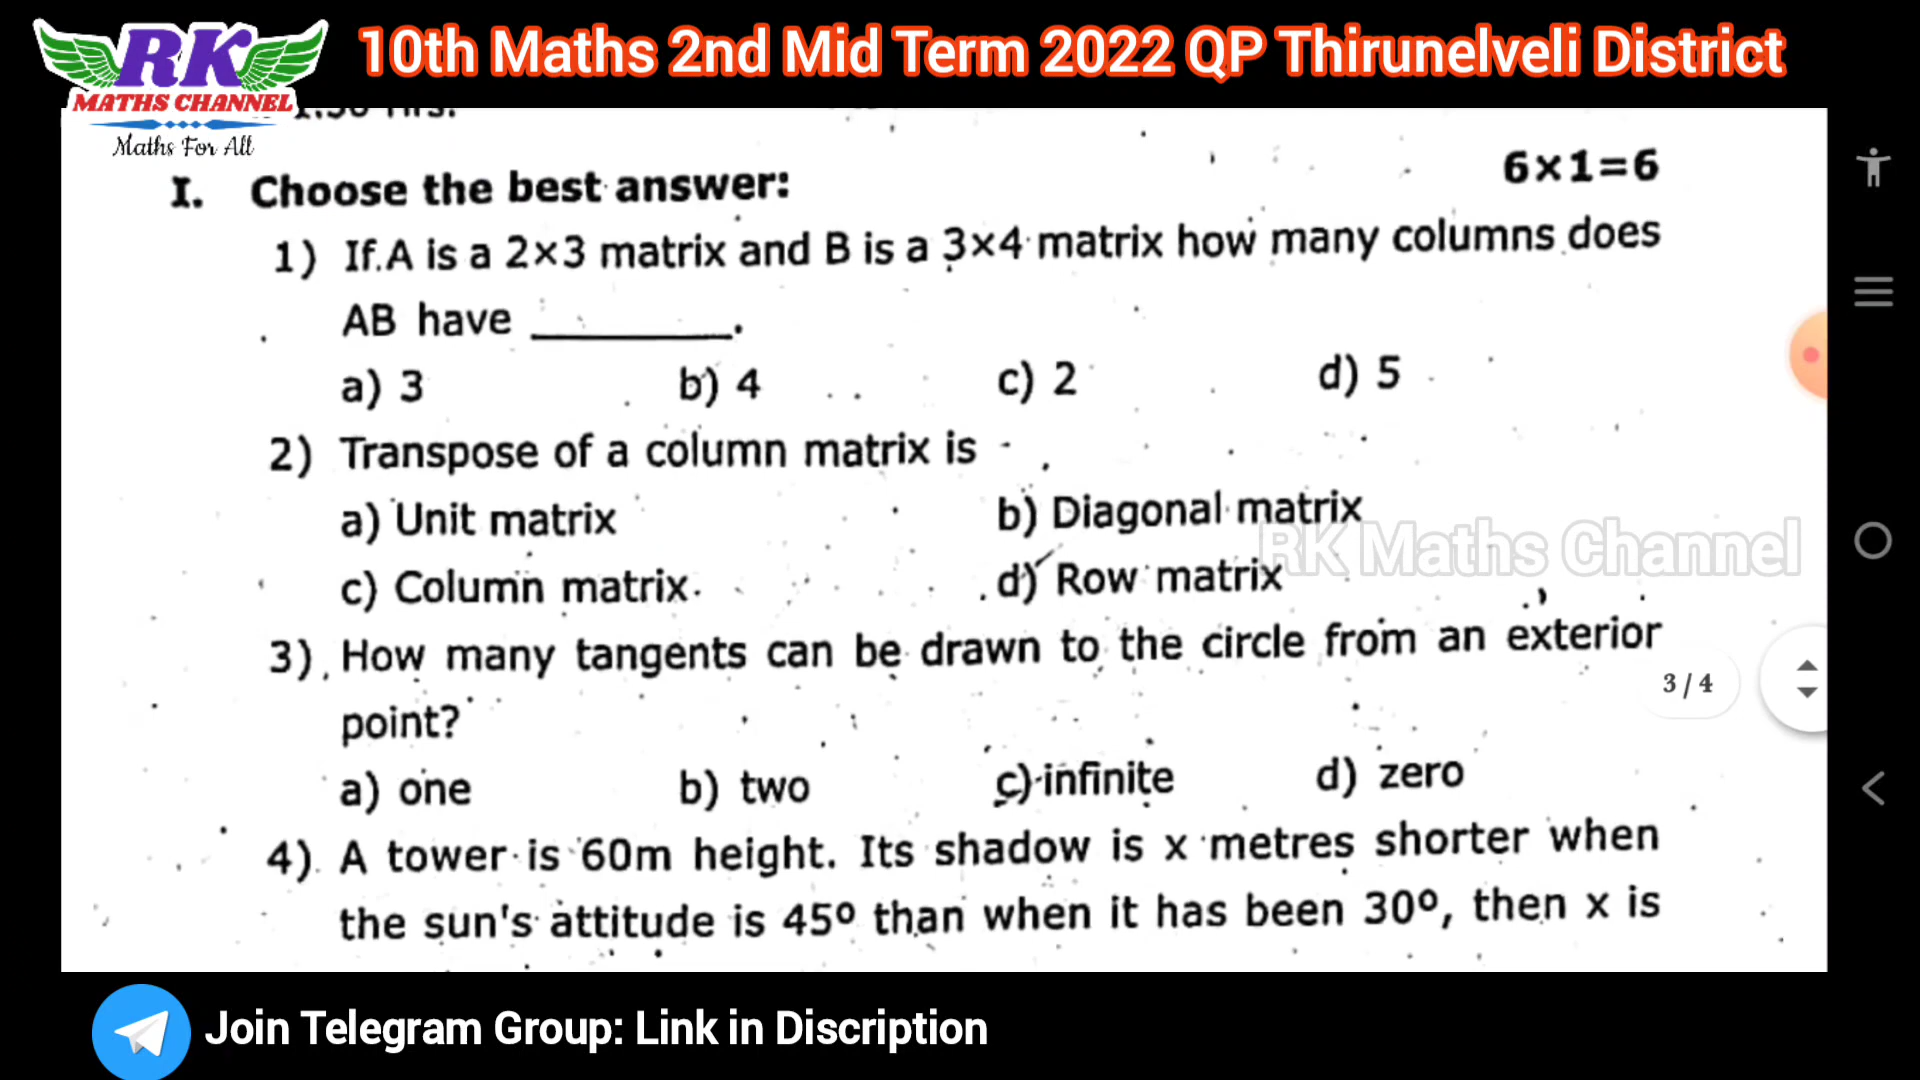 RK
MATHS CHANNEL
Maths For All
10th Maths 2nd Mid Term 2022 QP Thirunelveli District
1.30 Hrs.
I. Choose the best answer: 6×1=6
1) If A is a 2×3 matrix and B is a 3×4 matrix how many columns does
AB have ________.
a) 3 b) 4 c) 2 d) 5
2) Transpose of a column matrix is
a) Unit matrix b) Diagonal matrix
c) Column matrix d) Row matrix
RK Maths Channel
3) How many tangents can be drawn to the circle from an exterior
point?
a) one b) two c) infinite d) zero
3 / 4
4) A tower is 60m height. Its shadow is x metres shorter when
the sun's attitude is 45º than when it has been 30º, then x is
Join Telegram Group: Link in Discription